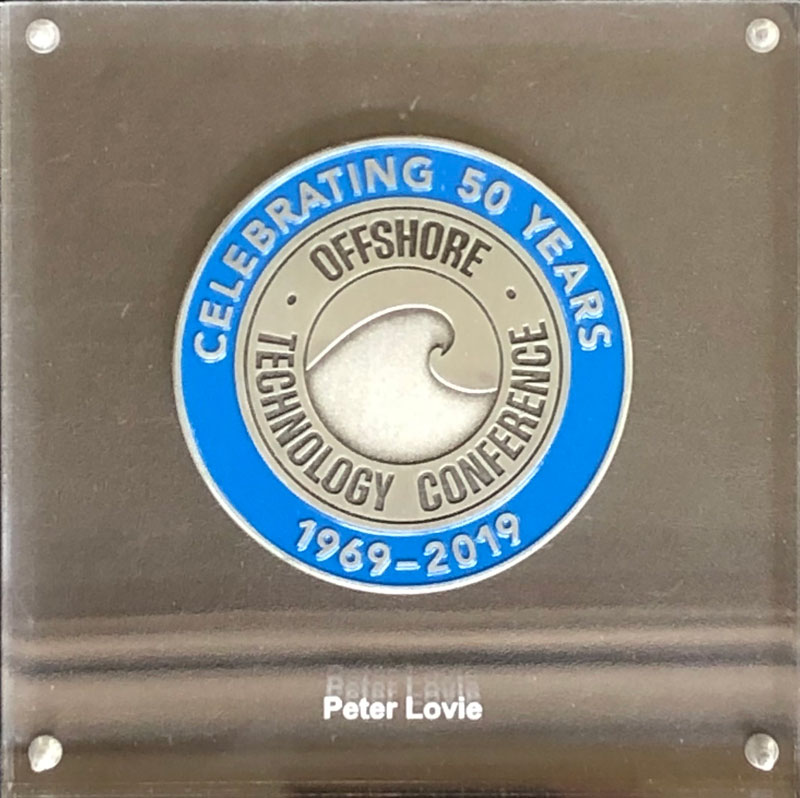 CELEBRATING 50 YEARS
OFFSHORE
TECHNOLOGY CONFERENCE
1969–2019
Peter Lovie